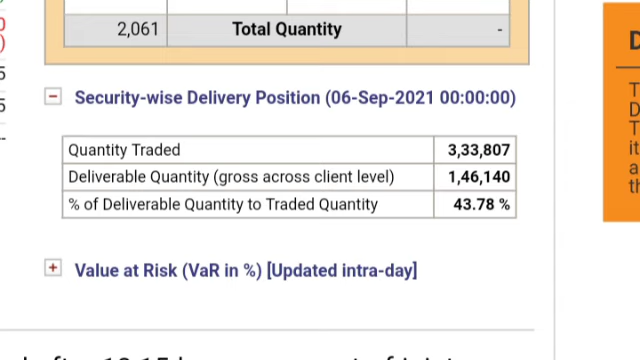 2,061 Total Quantity -
Security-wise Delivery Position (06-Sep-2021 00:00:00)
Quantity Traded 3,33,807
Deliverable Quantity (gross across client level) 1,46,140
% of Deliverable Quantity to Traded Quantity 43.78 %
Value at Risk (VaR in %) [Updated intra-day]